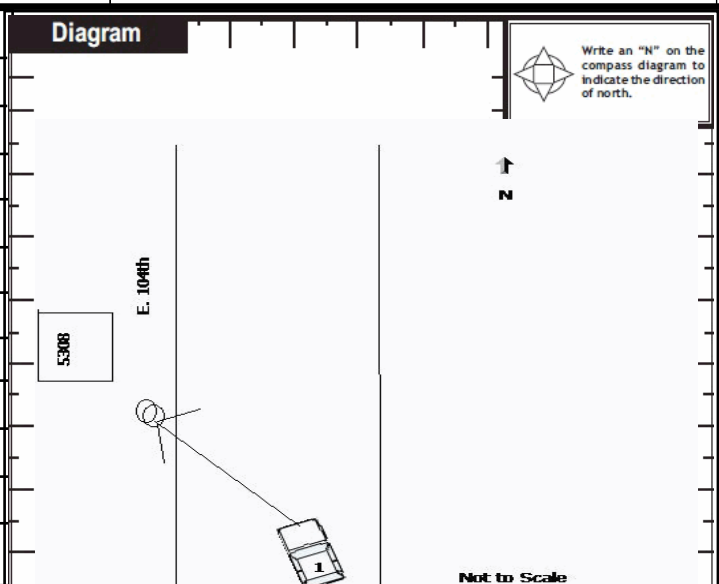 Diagram
Write an “N” on the
compass diagram to
indicate the direction
of north.
N
E. 104th
5308
1
Not to Scale